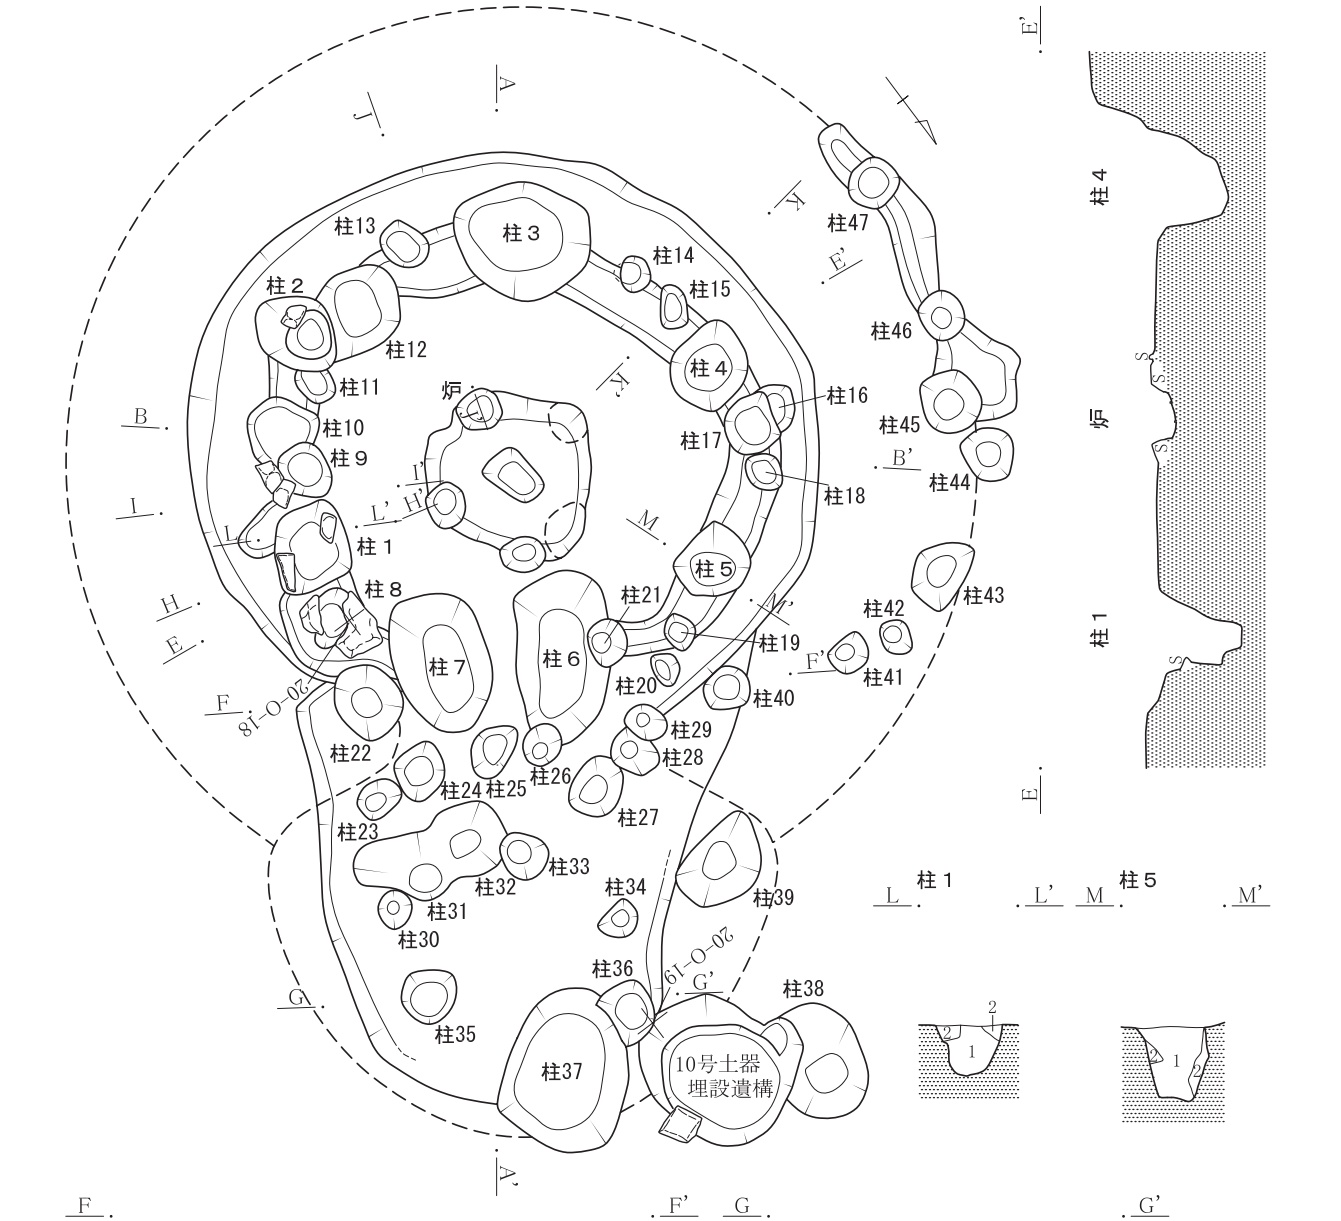 E'
A
J
K
柱47
柱13
柱3
柱4
柱14
E'
柱2
柱15
柱46
柱12
柱4
柱11
K'
炉
柱16
B
柱10
柱17
柱45
炉
柱9
I'
B'
柱44
柱18
I
L'
H'
M
L
柱1
柱5
柱8
柱21
柱43
H
M'
柱42
E
柱7
柱6
柱19
F'
柱41
柱1
柱20
F
20-O-18
柱40
柱22
柱29
柱28
柱26
柱24
柱25
柱27
E
柱23
柱33
柱32
柱34
柱39
柱1
柱5
L
L'
M
M'
柱31
柱30
20-O-19
柱36
G'
柱38
G
柱35
2
2
1
2
1
2
柱37
10号土器
埋設遺構
A'
F
F'
G
G'
S
S
S
S